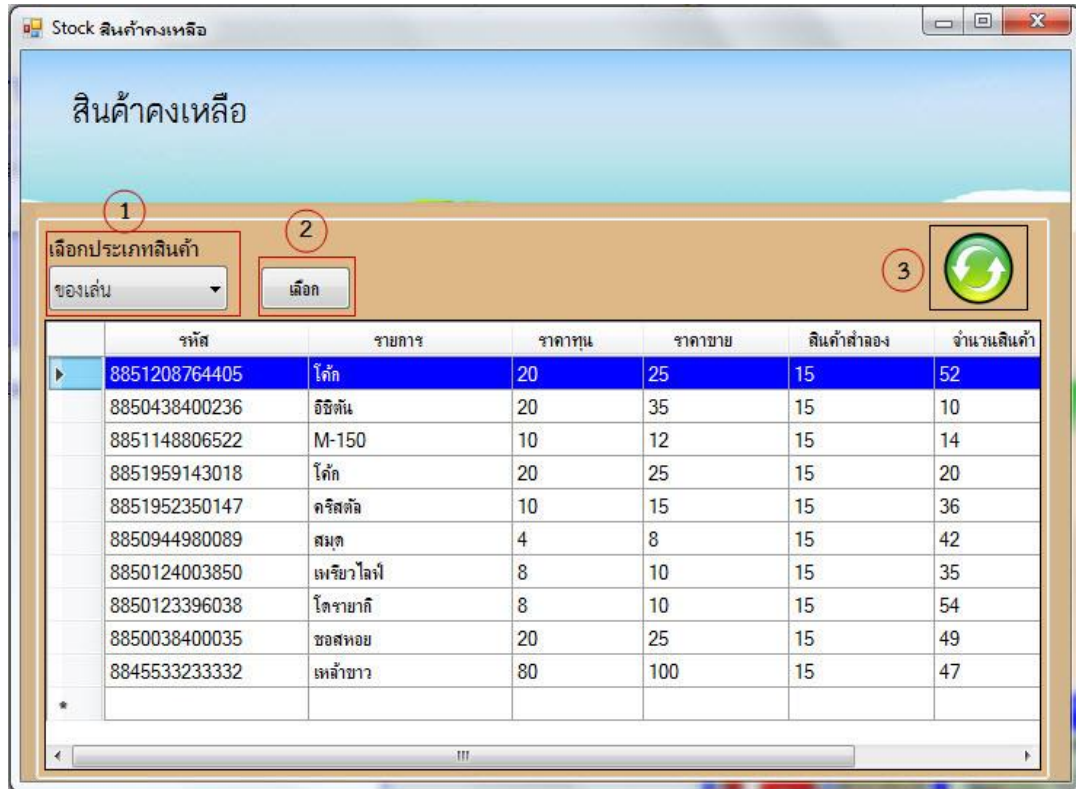 Stock สินค้าคงเหลือ
สินค้าคงเหลือ
1
2
3
เลือกประเภทสินค้า
ของเล่น
เลือก
รหัส รายการ ราคาทุน ราคาขาย สินค้าสำลอง จำนวนสินค้า
8851208764405 โค้ก 20 25 15 52
8850438400236 อิชิตัน 20 35 15 10
8851148806522 M-150 10 12 15 14
8851959143018 โค้ก 20 25 15 20
8851952350147 คริสตัล 10 15 15 36
8850944980089 สมุด 4 8 15 42
8850124003850 เพรียวไลฟ์ 8 10 15 35
8850123396038 โดรายากิ 8 10 15 54
8850038400035 ซอสหอย 20 25 15 49
8845533233332 เหล้าขาว 80 100 15 47